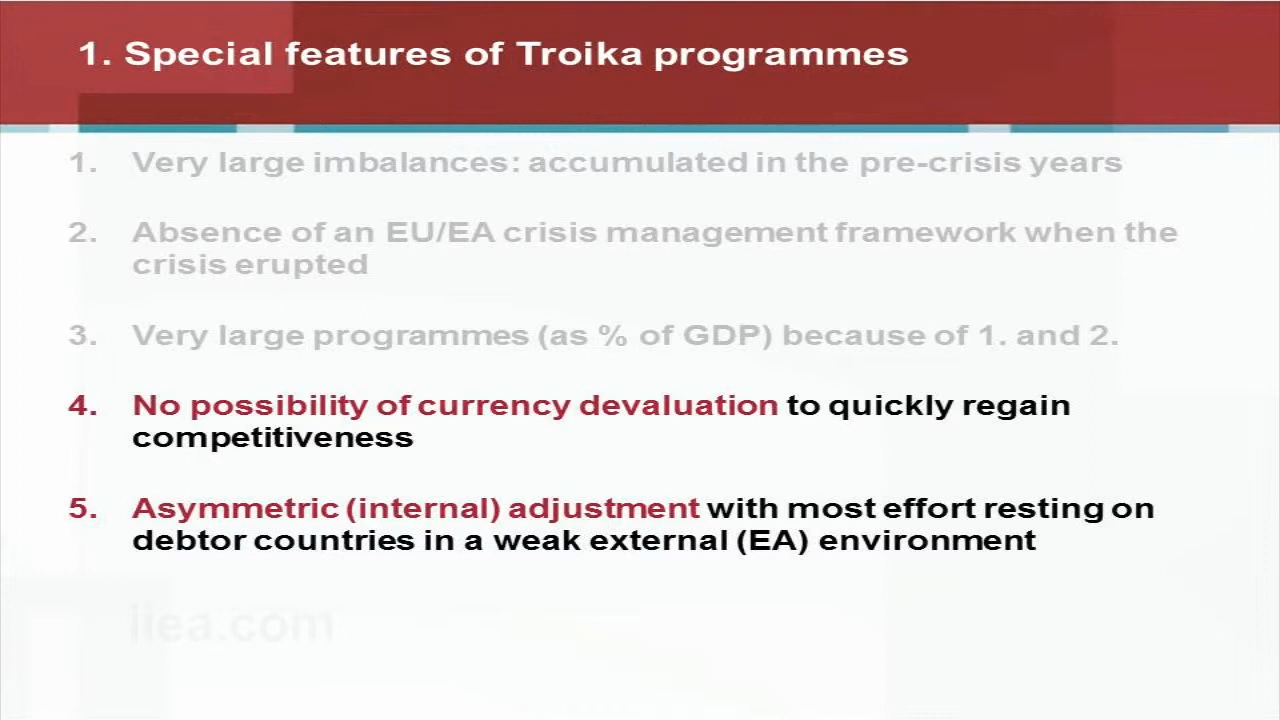 1. Special features of Troika programmes
1. Very large imbalances: accumulated in the pre-crisis years
2. Absence of an EU/EA crisis management framework when the
crisis erupted
3. Very large programmes (as % of GDP) because of 1. and 2.
4. No possibility of currency devaluation to quickly regain
competitiveness
5. Asymmetric (internal) adjustment with most effort resting on
debtor countries in a weak external (EA) environment
iiea.com